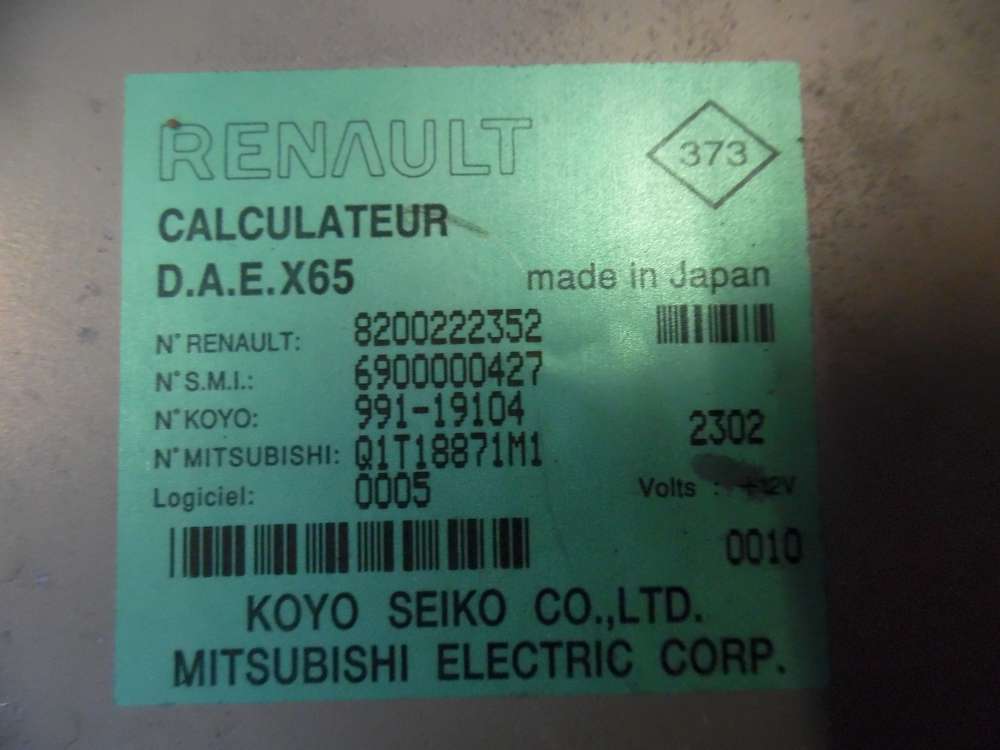 RENAULT
373
CALCULATEUR
D.A.E.X65
made in Japan
N° RENAULT: 8200222352
N° S.M.I.: 6900000427
N° KOYO: 991-19104
2302
N° MITSUBISHI: Q1T18871M1
Logiciel: 0005
Volts : +12V
0010
KOYO SEIKO CO.,LTD.
MITSUBISHI ELECTRIC CORP.